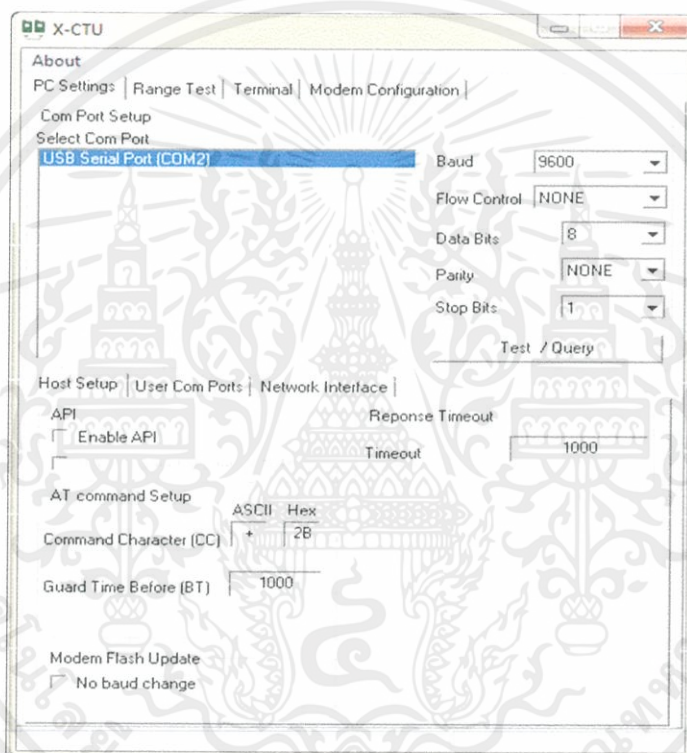 X-CTU
About
PC Settings Range Test Terminal Modem Configuration
Com Port Setup
Select Com Port
USB Serial Port (COM2)
Baud 9600
Flow Control NONE
Data Bits 8
Parity NONE
Stop Bits 1
Test / Query
Host Setup User Com Ports Network Interface
API Reponse Timeout
Enable API
Timeout 1000
AT command Setup
ASCII Hex
Command Character (CC) + 2B
Guard Time Before (BT) 1000
Modem Flash Update
No baud change